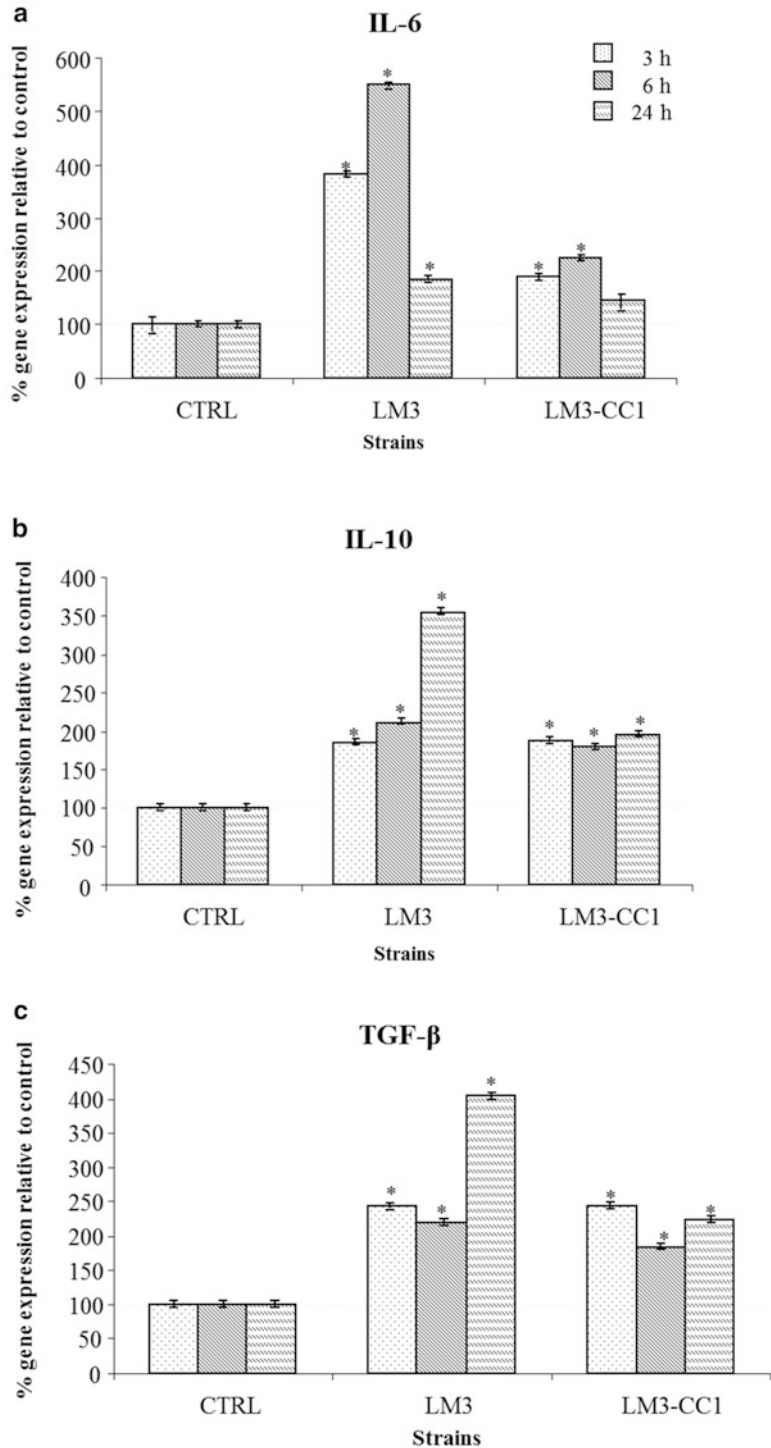 a
IL-6
% gene expression relative to control
600
500
400
300
200
100
0
3 h
6 h
24 h
*
*
*
*
*
CTRL LM3 LM3-CC1
Strains
b
IL-10
% gene expression relative to control
400
350
300
250
200
150
100
50
0
*
*
*
*
*
*
CTRL LM3 LM3-CC1
Strains
c
TGF-β
% gene expression relative to control
450
400
350
300
250
200
150
100
50
0
*
*
*
*
*
*
CTRL LM3 LM3-CC1
Strains